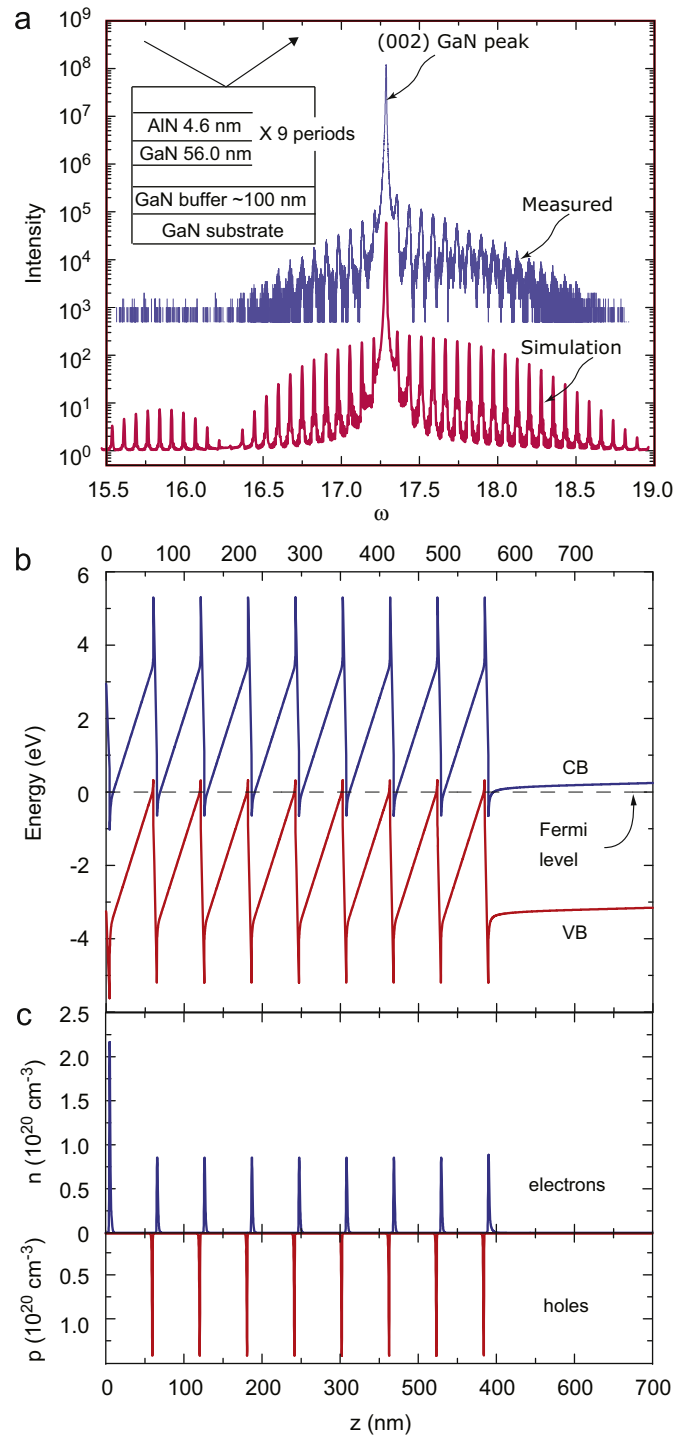 a
10⁹
10⁸
10⁷
10⁶
10⁵
10⁴
10³
10²
10¹
10⁰
Intensity
(002) GaN peak
AlN 4.6 nm
X 9 periods
GaN 56.0 nm
GaN buffer ~100 nm
GaN substrate
Measured
Simulation
15.5 16.0 16.5 17.0 17.5 18.0 18.5 19.0
ω
b
0 100 200 300 400 500 600 700
6
4
2
0
-2
-4
Energy (eV)
CB
Fermi
level
VB
c
2.5
2.0
1.5
1.0
0.5
0
n (10²⁰ cm⁻³)
electrons
0.5
1.0
p (10²⁰ cm⁻³)
holes
0 100 200 300 400 500 400 700
z (nm)